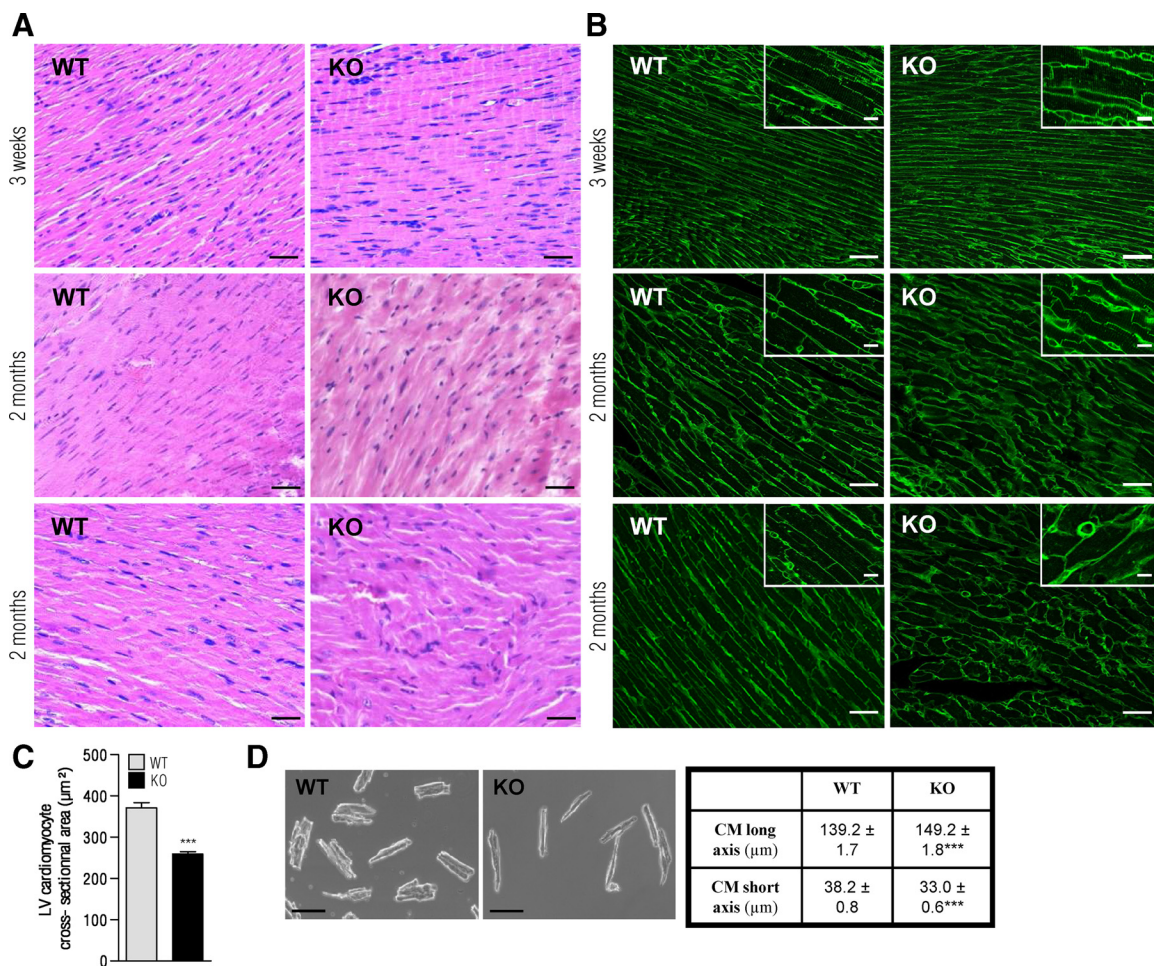 A
B
WT
KO
WT
KO
3 weeks
3 weeks
WT
KO
WT
KO
2 months
2 months
WT
KO
WT
KO
2 months
2 months
C
LV cardiomyocyte
cross- sectionnal area (µm²)
500
400
300
200
100
0
WT
KO
***
D
WT
KO
WT KO
CM long 139.2 ± 149.2 ±
axis (µm) 1.7 1.8***
CM short 38.2 ± 33.0 ±
axis (µm) 0.8 0.6***